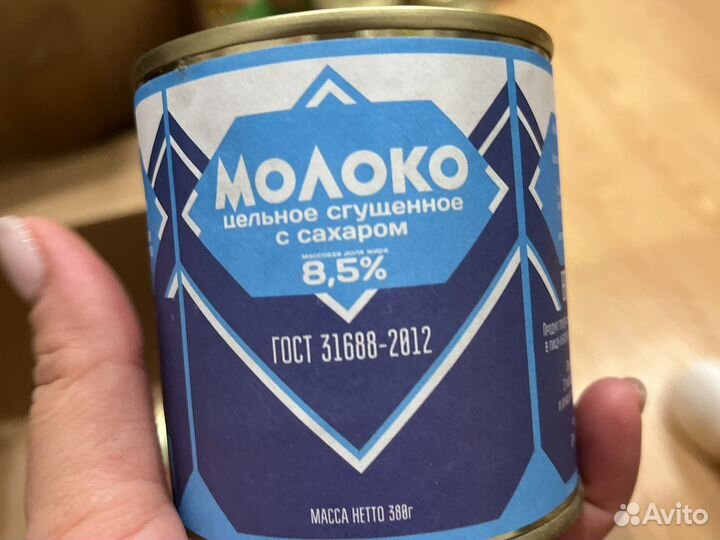 МОЛОКО
цельное сгущенное
с сахаром
массовая доля жира
8,5%
ГОСТ 31688-2012
МАССА НЕТТО 380г
Avito